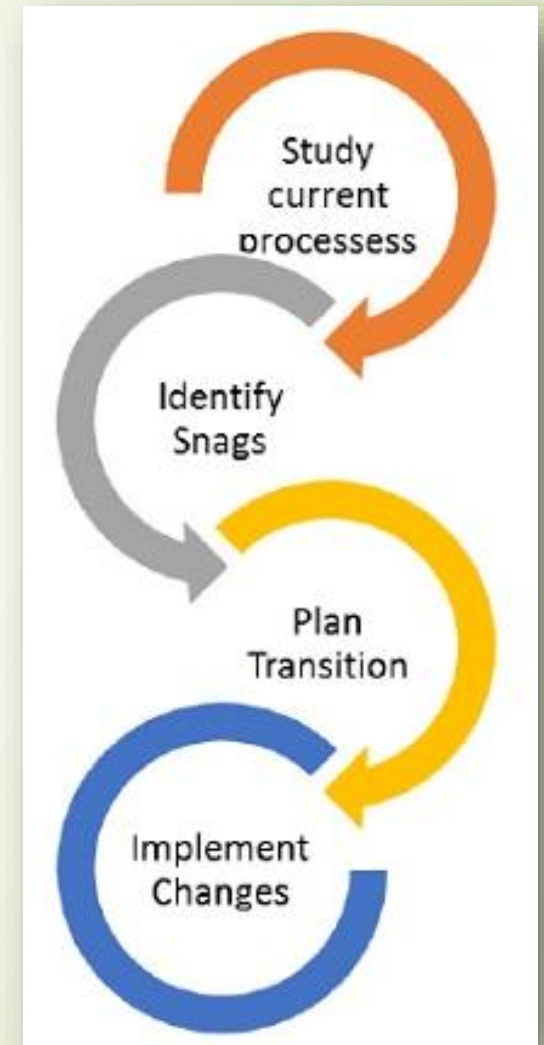 Study
current
processess
Identify
Snags
Plan
Transition
Implement
Changes